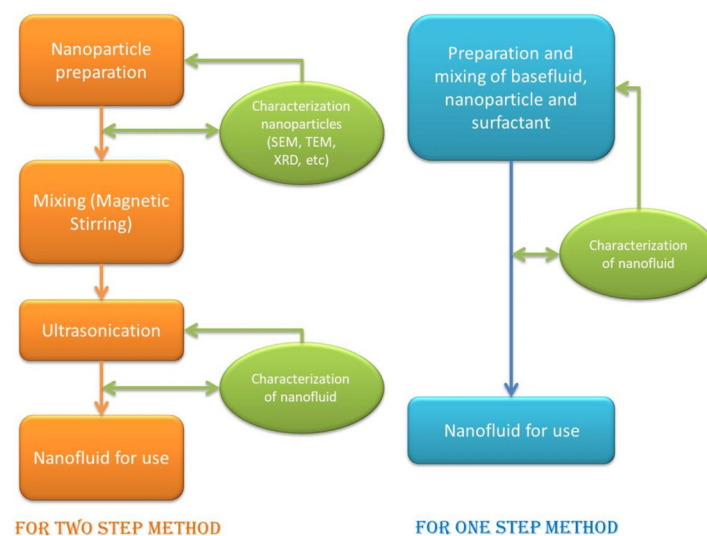 Nanoparticle
preparation
Characterization
nanoparticles
(SEM, TEM,
XRD, etc)
Mixing (Magnetic
Stirring)
Ultrasonication
Characterization
of nanofluid
Nanofluid for use
FOR TWO STEP METHOD
Preparation and
mixing of basefluid,
nanoparticle and
surfactant
Characterization
of nanofluid
Nanofluid for use
FOR ONE STEP METHOD